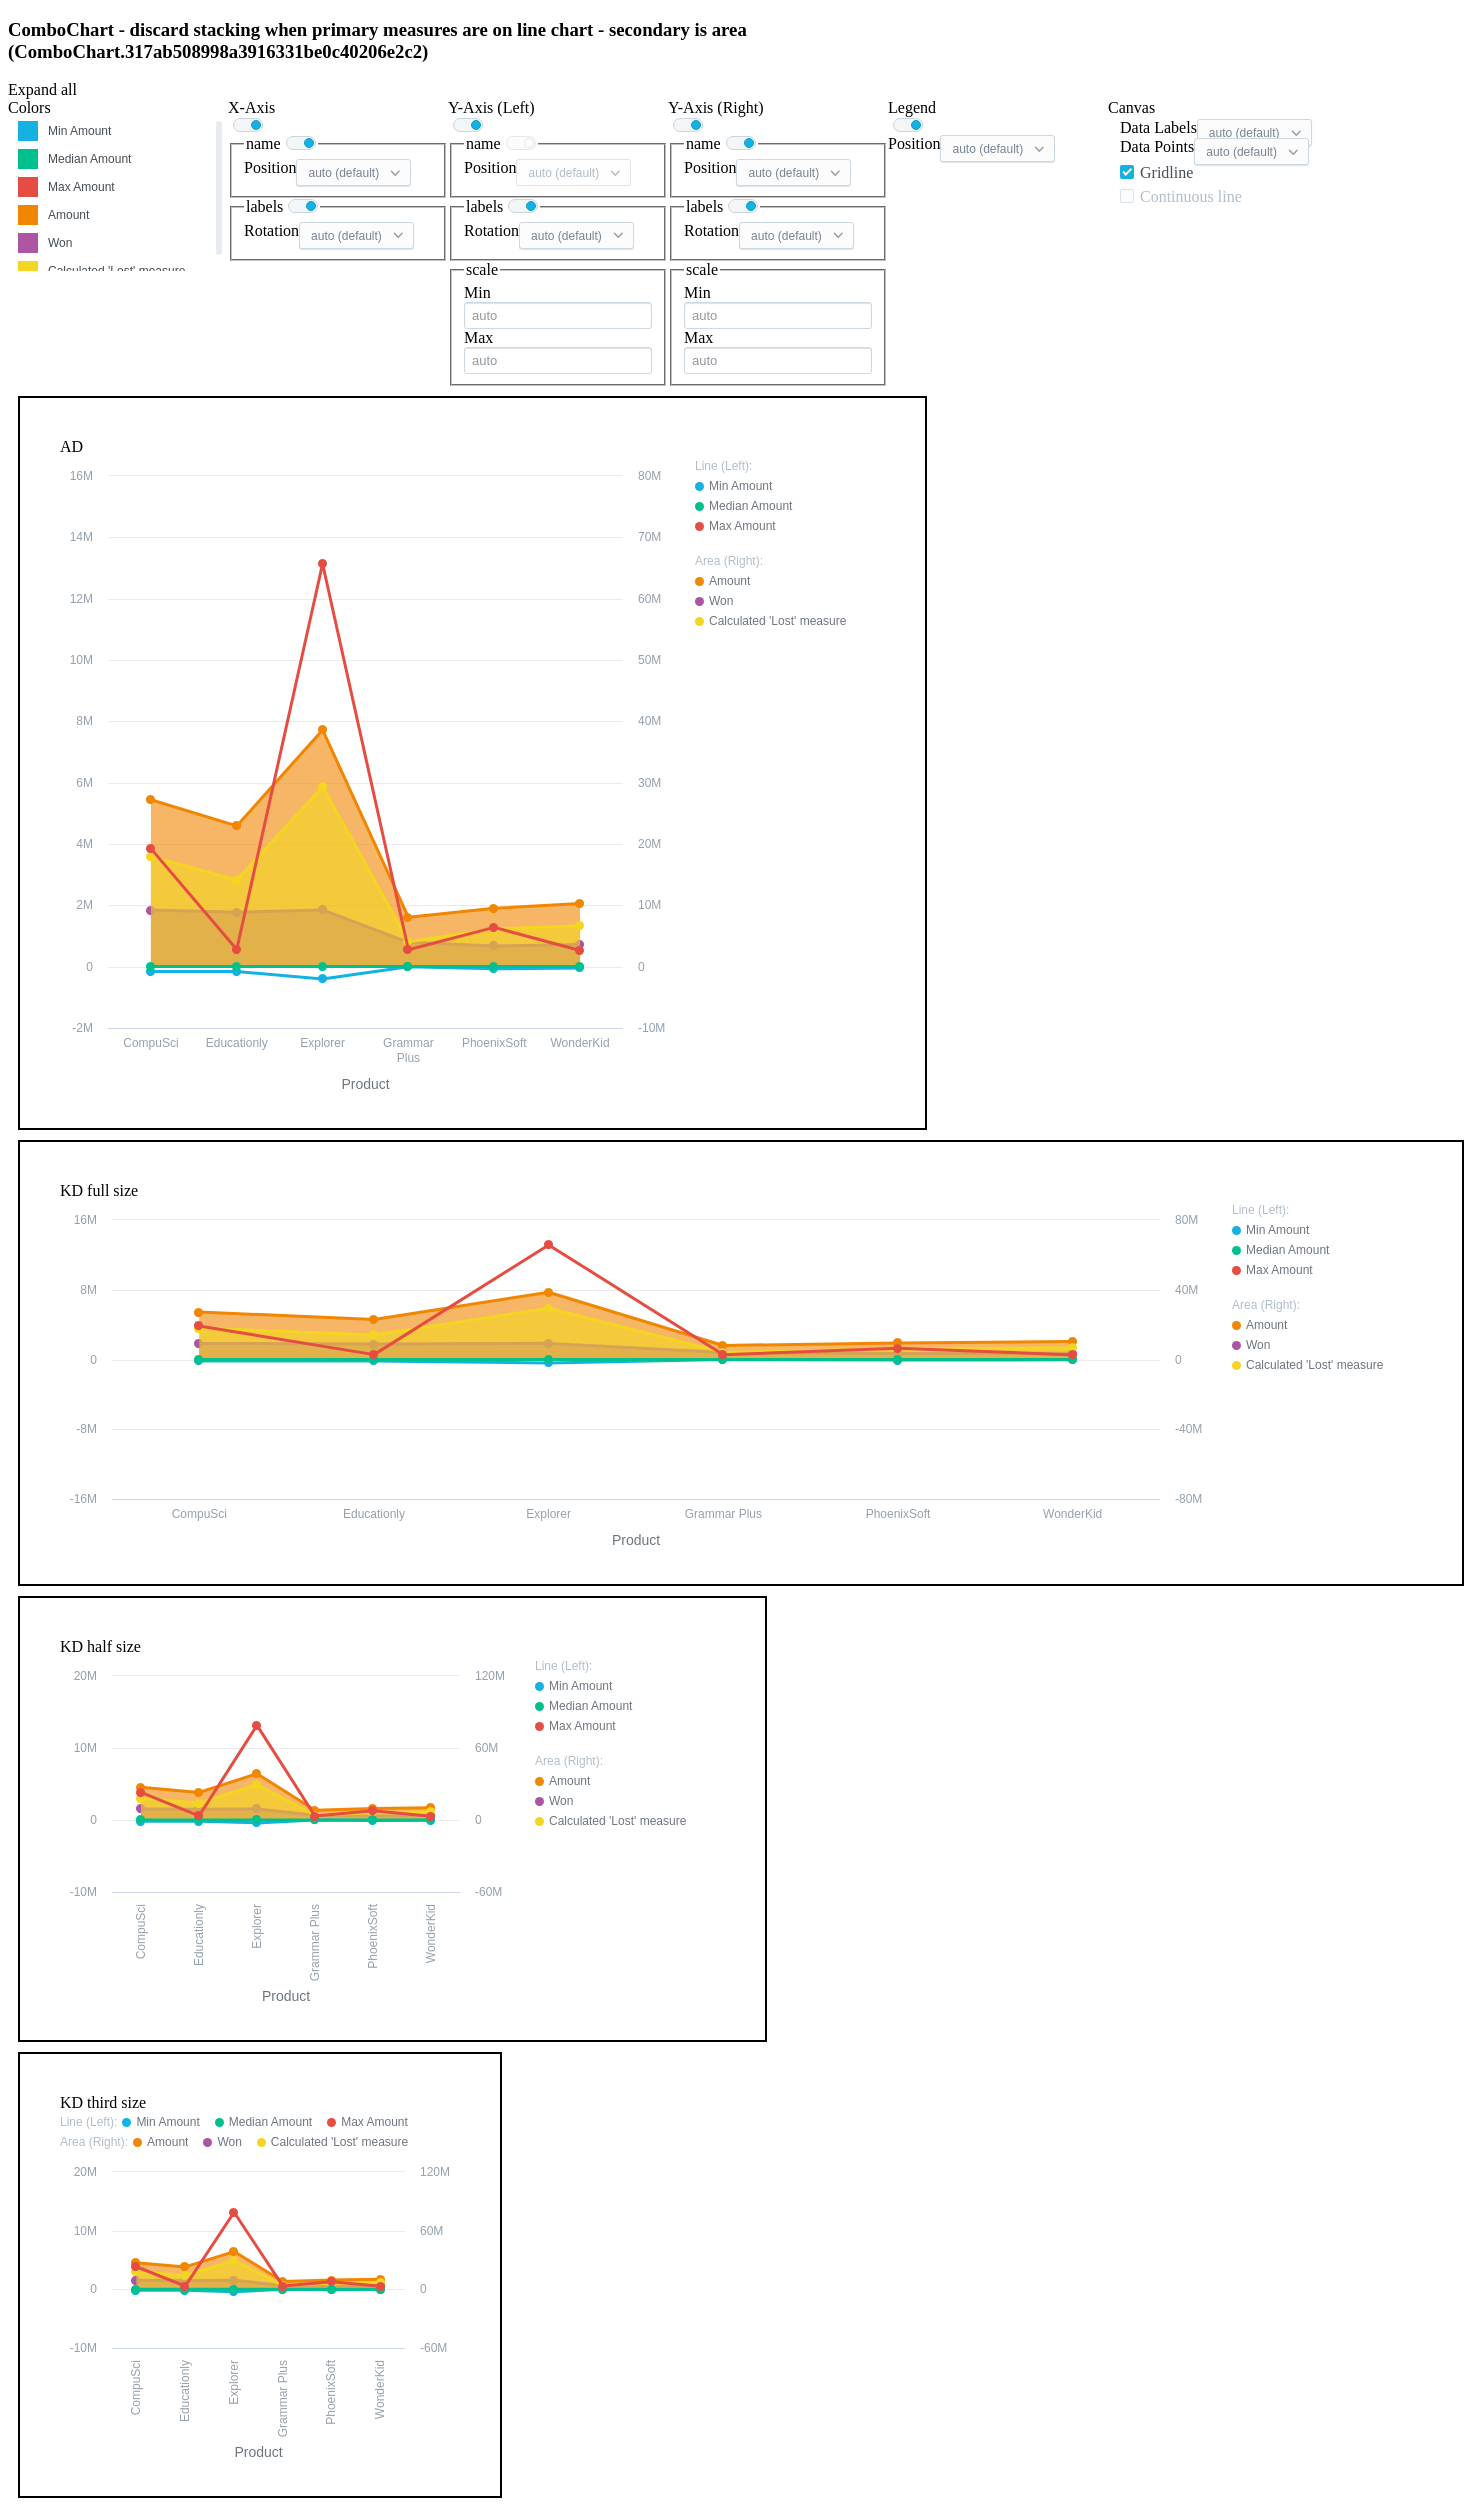 ComboChart - discard stacking when primary measures are on line chart - secondary is area
(ComboChart.317ab508998a3916331be0c40206e2c2)
Expand all
Colors
Min Amount
Median Amount
Max Amount
Amount
Won
Calculated 'Lost' measure
X-Axis
name
Position auto (default)
labels
Rotation auto (default)
Y-Axis (Left)
name
Position auto (default)
labels
Rotation auto (default)
scale
Min
auto
Max
auto
Y-Axis (Right)
name
Position auto (default)
labels
Rotation auto (default)
scale
Min
auto
Max
auto
Legend
Position auto (default)
Canvas
Data Labels auto (default)
Data Points auto (default)
Gridline
Continuous line
AD
16M
14M
12M
10M
8M
6M
4M
2M
0
-2M
80M
70M
60M
50M
40M
30M
20M
10M
0
-10M
CompuSci
Educationly
Explorer
Grammar
Plus
PhoenixSoft
WonderKid
Product
Line (Left):
Min Amount
Median Amount
Max Amount
Area (Right):
Amount
Won
Calculated 'Lost' measure
KD full size
16M
8M
0
-8M
-16M
80M
40M
0
-40M
-80M
CompuSci
Educationly
Explorer
Grammar Plus
PhoenixSoft
WonderKid
Product
Line (Left):
Min Amount
Median Amount
Max Amount
Area (Right):
Amount
Won
Calculated 'Lost' measure
KD half size
20M
10M
0
-10M
120M
60M
0
-60M
CompuSci
Educationly
Explorer
Grammar Plus
PhoenixSoft
WonderKid
Product
Line (Left):
Min Amount
Median Amount
Max Amount
Area (Right):
Amount
Won
Calculated 'Lost' measure
KD third size
Line (Left): Min Amount Median Amount Max Amount
Area (Right): Amount Won Calculated 'Lost' measure
20M
10M
0
-10M
120M
60M
0
-60M
CompuSci
Educationly
Explorer
Grammar Plus
PhoenixSoft
WonderKid
Product